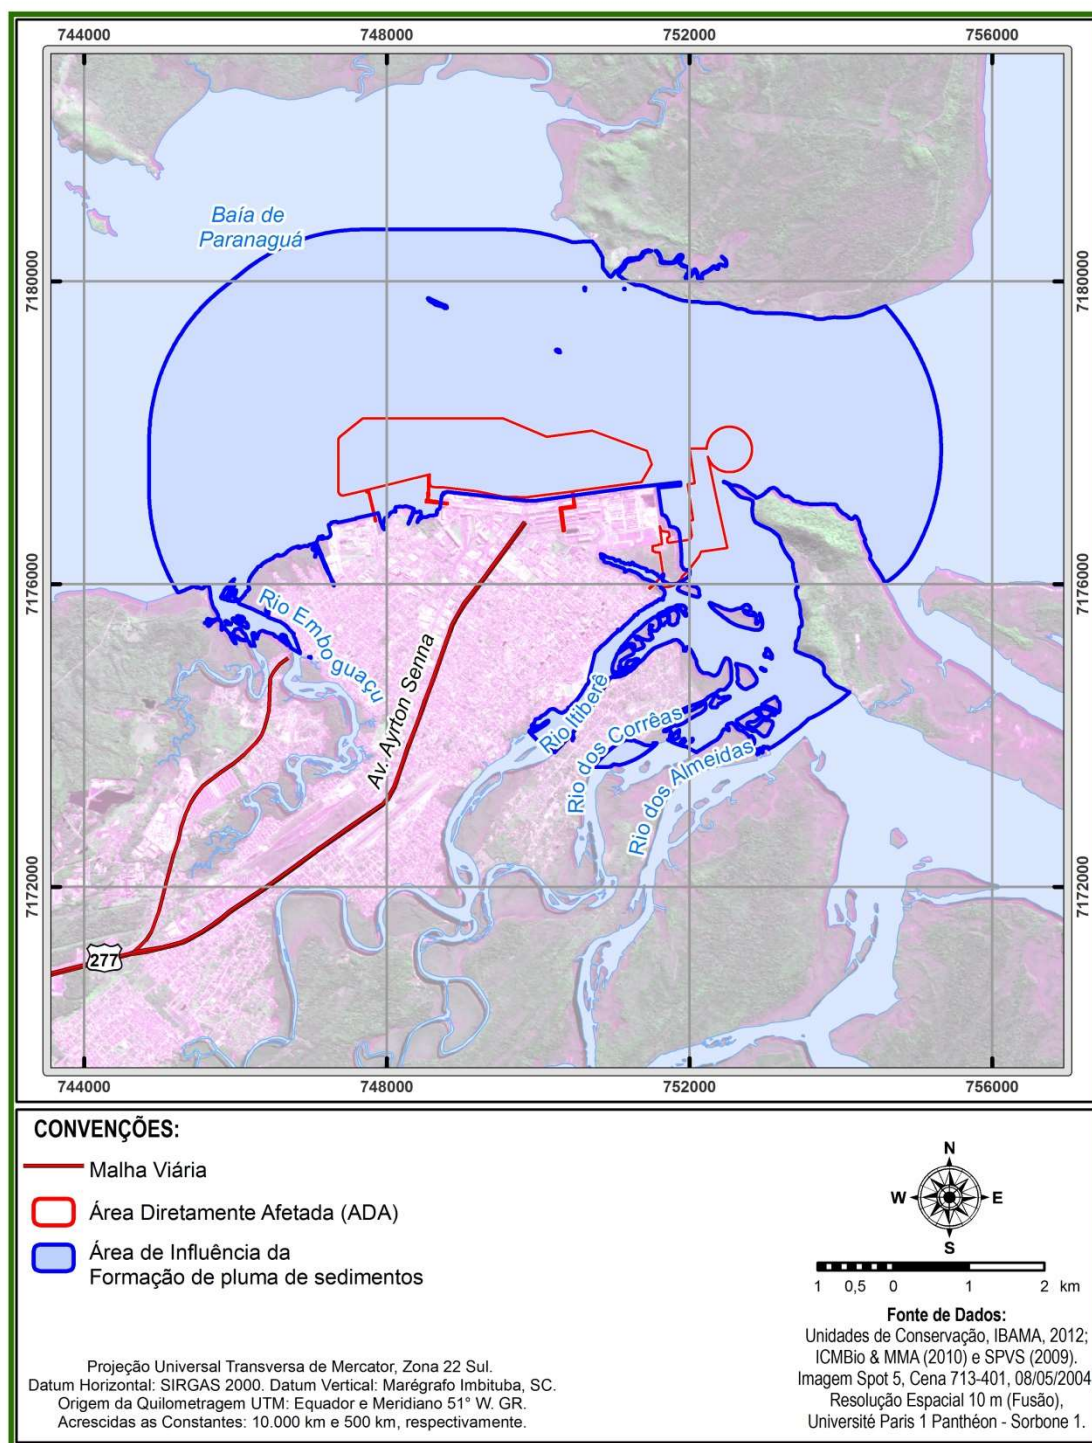 744000 748000 752000 756000
Baía de
Paranaguá
7180000 7180000
7176000 7176000
Rio Emboguaçu
Av. Ayrton Senna
Rio Itiberê
Rio dos Corrêas
Rio dos Almeidas
7172000 7172000
277
744000 748000 752000 756000
CONVENÇÕES:
Malha Viária
Área Diretamente Afetada (ADA)
Área de Influência da
Formação de pluma de sedimentos
N
W E
S
1 0,5 0 1 2 km
Projeção Universal Transversa de Mercator, Zona 22 Sul.
Datum Horizontal: SIRGAS 2000. Datum Vertical: Marégrafo Imbituba, SC.
Origem da Quilometragem UTM: Equador e Meridiano 51° W. GR.
Acrescidas as Constantes: 10.000 km e 500 km, respectivamente.
Fonte de Dados:
Unidades de Conservação, IBAMA, 2012;
ICMBio & MMA (2010) e SPVS (2009).
Imagem Spot 5, Cena 713-401, 08/05/2004
Resolução Espacial 10 m (Fusão),
Université Paris 1 Panthéon - Sorbone 1.